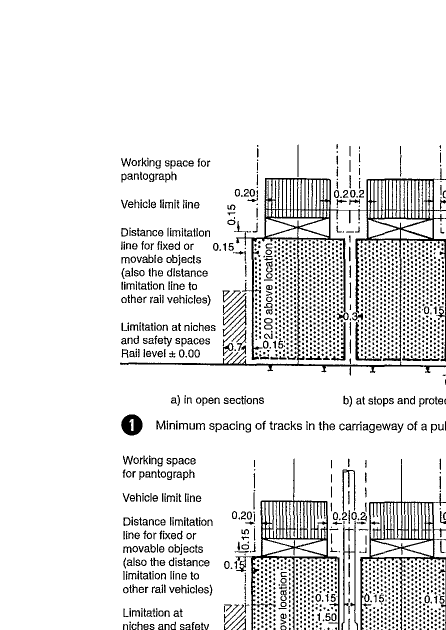 Working space for
pantograph
0.20
0.2 0.2
Vehicle limit line
0.15
Distance limitation
line for fixed or
movable objects
(also the distance
limitation line to
other rail vehicles)
0.15
2.00 above location
0.3
0.15
Limitation at niches
and safety spaces
Rail level ± 0.00
0.7
0.15
a) in open sections
b) at stops and prote
1 Minimum spacing of tracks in the carriageway of a pu
Working space
for pantograph
Vehicle limit line
0.20
0.2 0.2
Distance limitation
line for fixed or
movable objects
(also the distance
limitation line to
other rail vehicles)
0.15
0.15
ove location
0.15
0.15
0.15
1.50
Limitation at
niches and safety